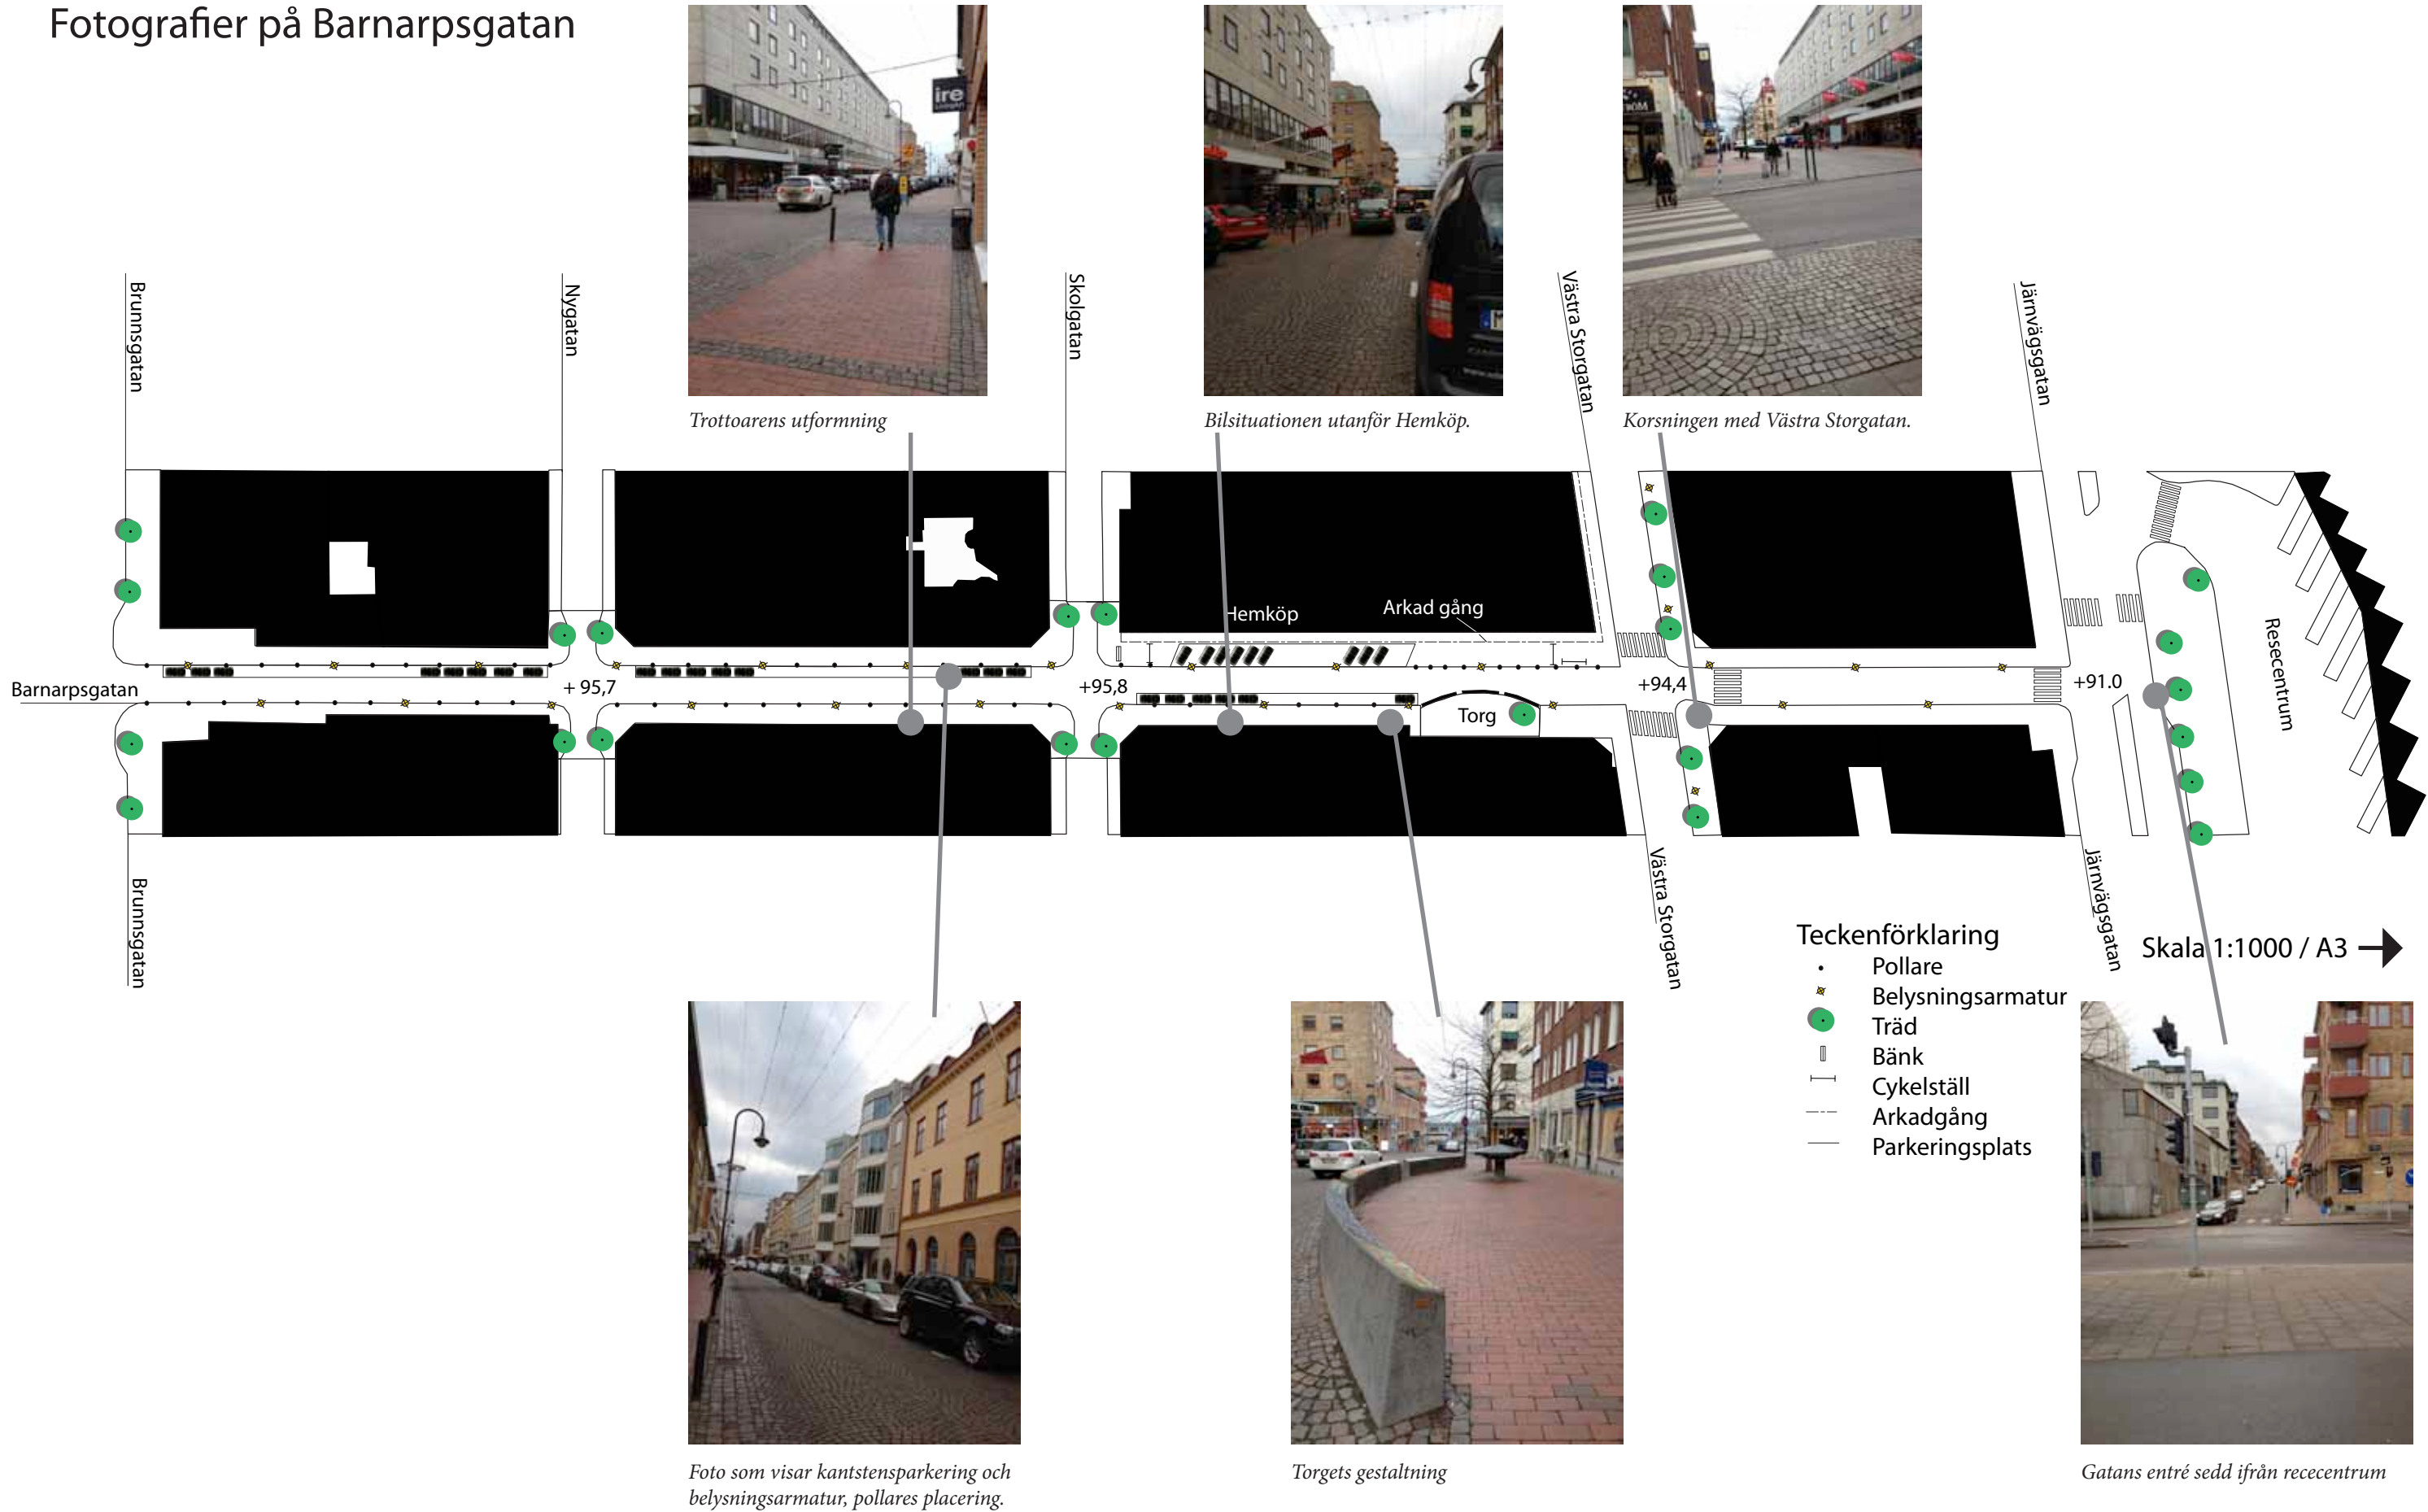 Fotografier på Barnarpsgatan
ire
Trottoarens utformning
Bilsituationen utanför Hemköp.
Korsningen med Västra Storgatan.
Brunnsgatan
Nygatan
Skolgatan
Västra Storgatan
Järnvägsgatan
Hemköp
Arkad gång
Resecentrum
Barnarpsgatan
+ 95,7
+95,8
+94,4
+91.0
Torg
Brunnsgatan
Västra Storgatan
Järnvägsgatan
Teckenförklaring
Pollare
Belysningsarmatur
Träd
Bänk
Cykelställ
Arkadgång
Parkeringsplats
Skala 1:1000 / A3
Foto som visar kantstensparkering och
belysningsarmatur, pollares placering.
Torgets gestaltning
Gatans entré sedd ifrån rececentrum